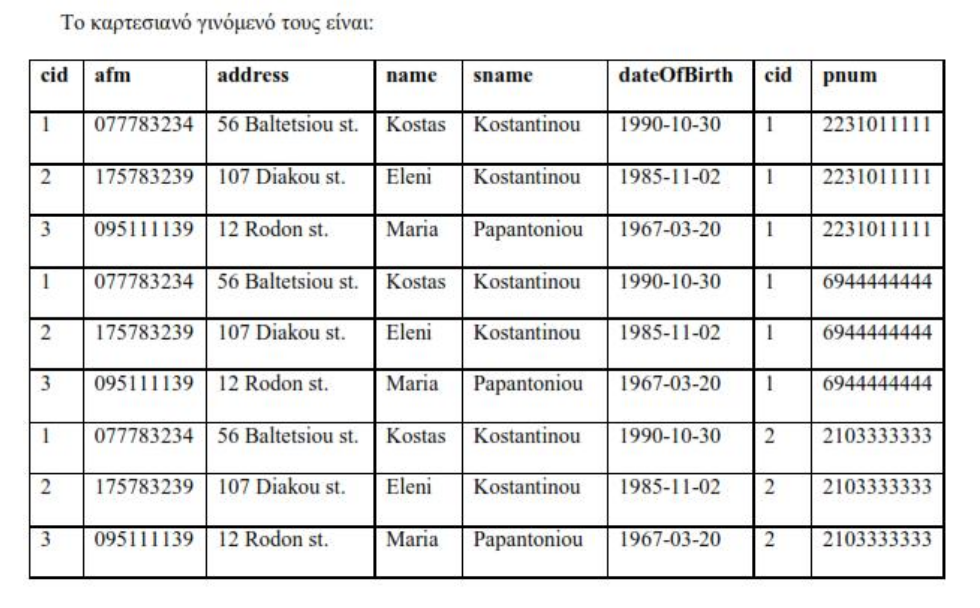 Το καρτεσιανό γινόμενό τους είναι:
cid afm address name sname dateOfBirth cid pnum
1 077783234 56 Baltetsiou st. Kostas Kostantinou 1990-10-30 1 2231011111
2 175783239 107 Diakou st. Eleni Kostantinou 1985-11-02 1 2231011111
3 095111139 12 Rodon st. Maria Papantoniou 1967-03-20 1 2231011111
1 077783234 56 Baltetsiou st. Kostas Kostantinou 1990-10-30 1 6944444444
2 175783239 107 Diakou st. Eleni Kostantinou 1985-11-02 1 6944444444
3 095111139 12 Rodon st. Maria Papantoniou 1967-03-20 1 6944444444
1 077783234 56 Baltetsiou st. Kostas Kostantinou 1990-10-30 2 2103333333
2 175783239 107 Diakou st. Eleni Kostantinou 1985-11-02 2 2103333333
3 095111139 12 Rodon st. Maria Papantoniou 1967-03-20 2 2103333333